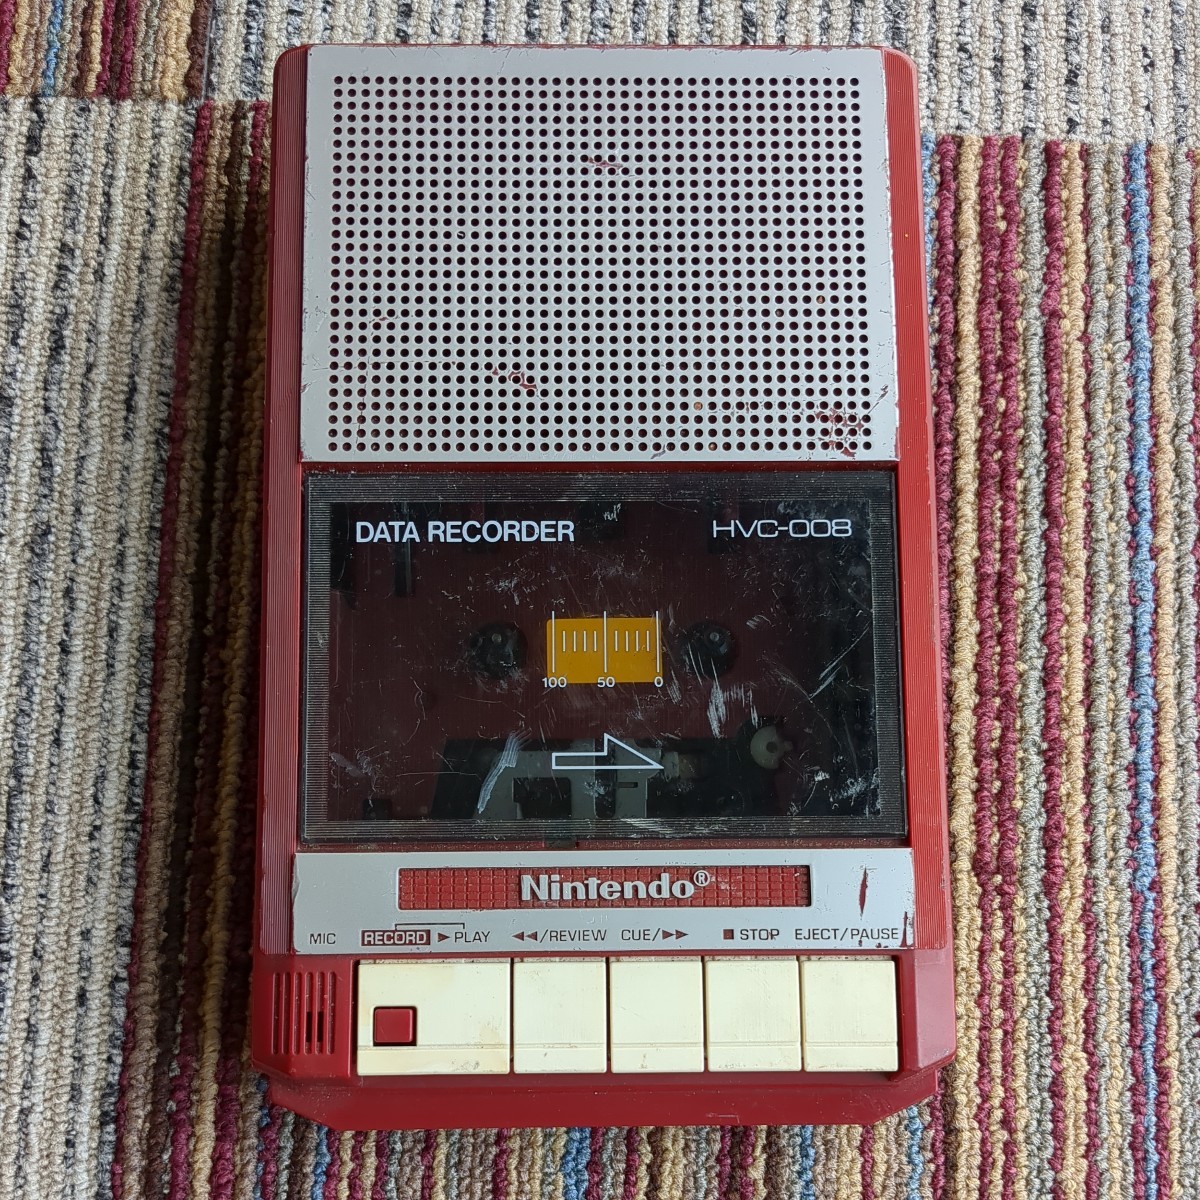 DATA RECORDER HVC-008
100 50 0
Nintendo®
MIC RECORD ▶PLAY ◀◀/REVIEW CUE/▶▶ ■STOP EJECT/PAUSE